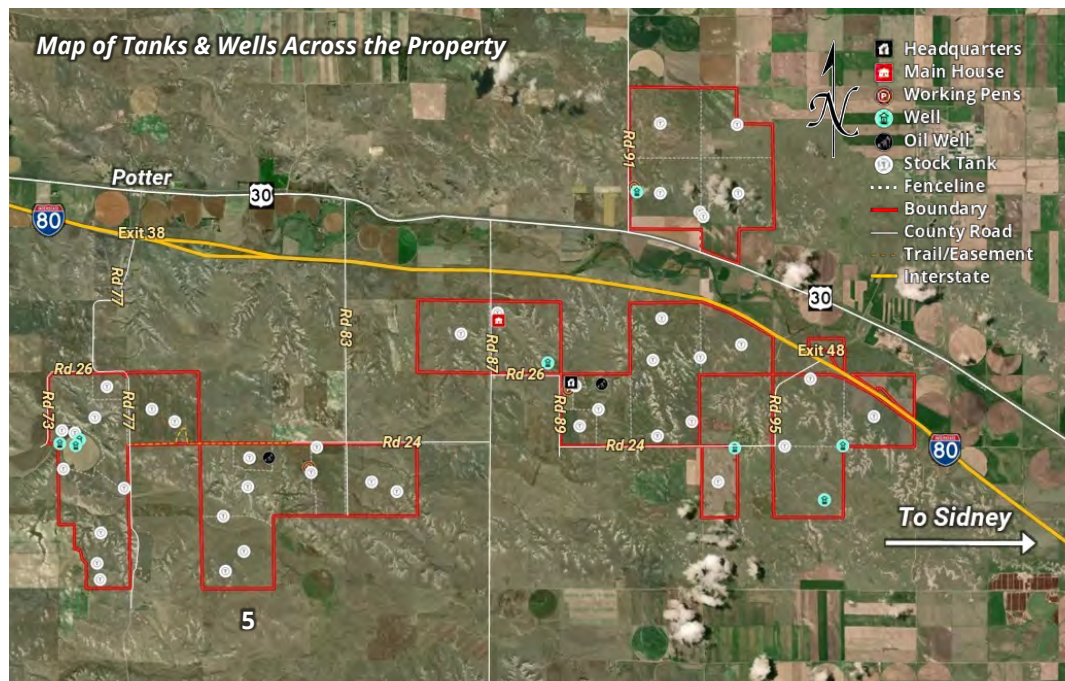 Map of Tanks & Wells Across the Property
N
Headquarters
Main House
P
Working Pens
Well
Oil Well
Stock Tank
Fenceline
Boundary
County Road
Trail/Easement
Interstate
Rd 91
Potter
30
80
Exit 38
Rd 77
Rd 83
30
Rd 87
Exit 48
Rd 26
Rd 26
Rd 73
Rd 77
Rd 89
Rd 95
Rd 24
Rd 24
80
To Sidney
5